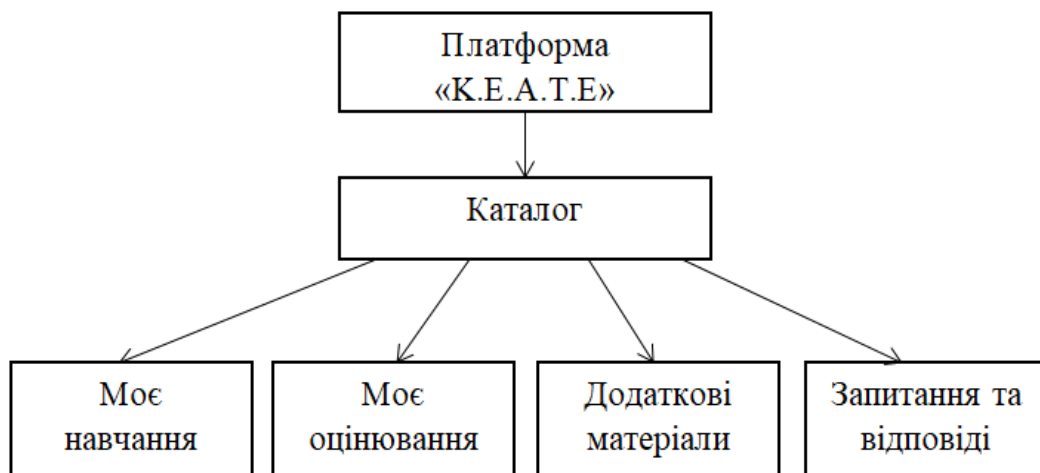 Платформа
«К.Е.А.Т.Е»
Каталог
Моє
навчання
Моє
оцінювання
Додаткові
матеріали
Запитання та
відповіді